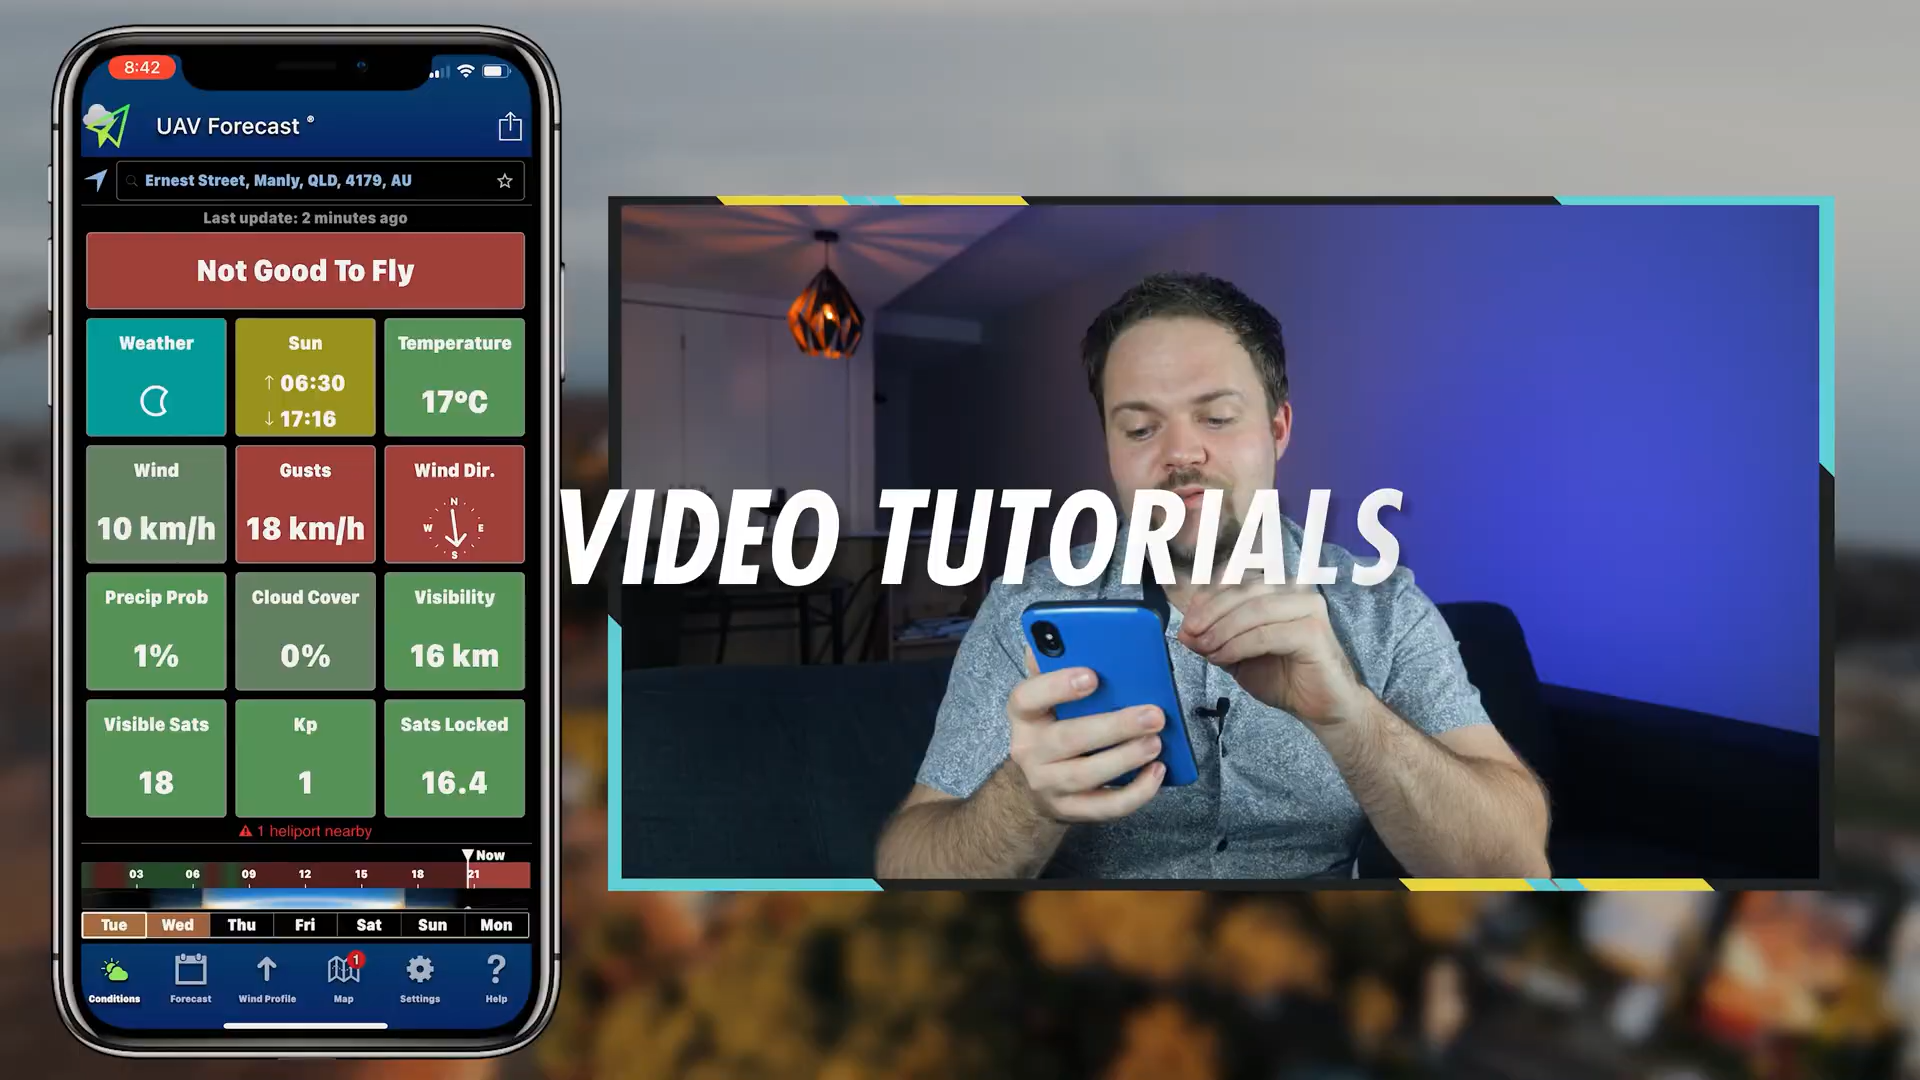 8:42
UAV Forecast ®
Ernest Street, Manly, QLD, 4179, AU
Last update: 2 minutes ago
Not Good To Fly
Weather
Sun
↑ 06:30
↓ 17:16
Temperature
17°C
Wind
10 km/h
Gusts
18 km/h
Wind Dir.
N
W E
S
Precip Prob
1%
Cloud Cover
0%
Visibility
16 km
Visible Sats
18
Kp
1
Sats Locked
16.4
1 heliport nearby
Now
03 06 09 12 15 18 21
Tue Wed Thu Fri Sat Sun Mon
1
Conditions Forecast Wind Profile Map Settings Help
VIDEO TUTORIALS